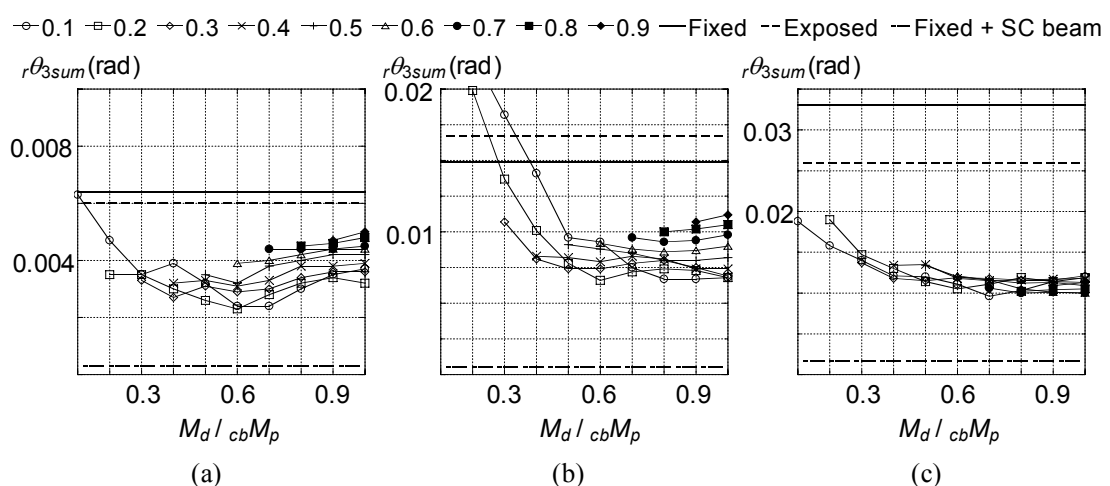 0.1 0.2 0.3 0.4 0.5 0.6 0.7 0.8 0.9 Fixed Exposed Fixed + SC beam
rθ3sum(rad) rθ3sum(rad) rθ3sum(rad)
0.008 0.02 0.03
0.004 0.01 0.02
0.3 0.6 0.9 0.3 0.6 0.9 0.3 0.6 0.9
Md / cbMp Md / cbMp Md / cbMp
(a) (b) (c)